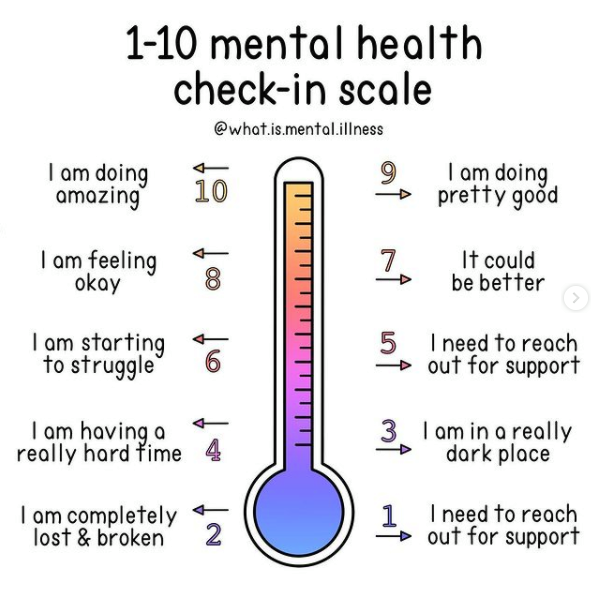 1-10 mental health
check-in scale
@what.is.mental.illness
I am doing
amazing
10
9
I am doing
pretty good
I am feeling
okay
8
7
It could
be better
I am starting
to struggle
6
5
I need to reach
out for support
I am having a
really hard time
4
3
I am in a really
dark place
I am completely
lost & broken
2
1
I need to reach
out for support